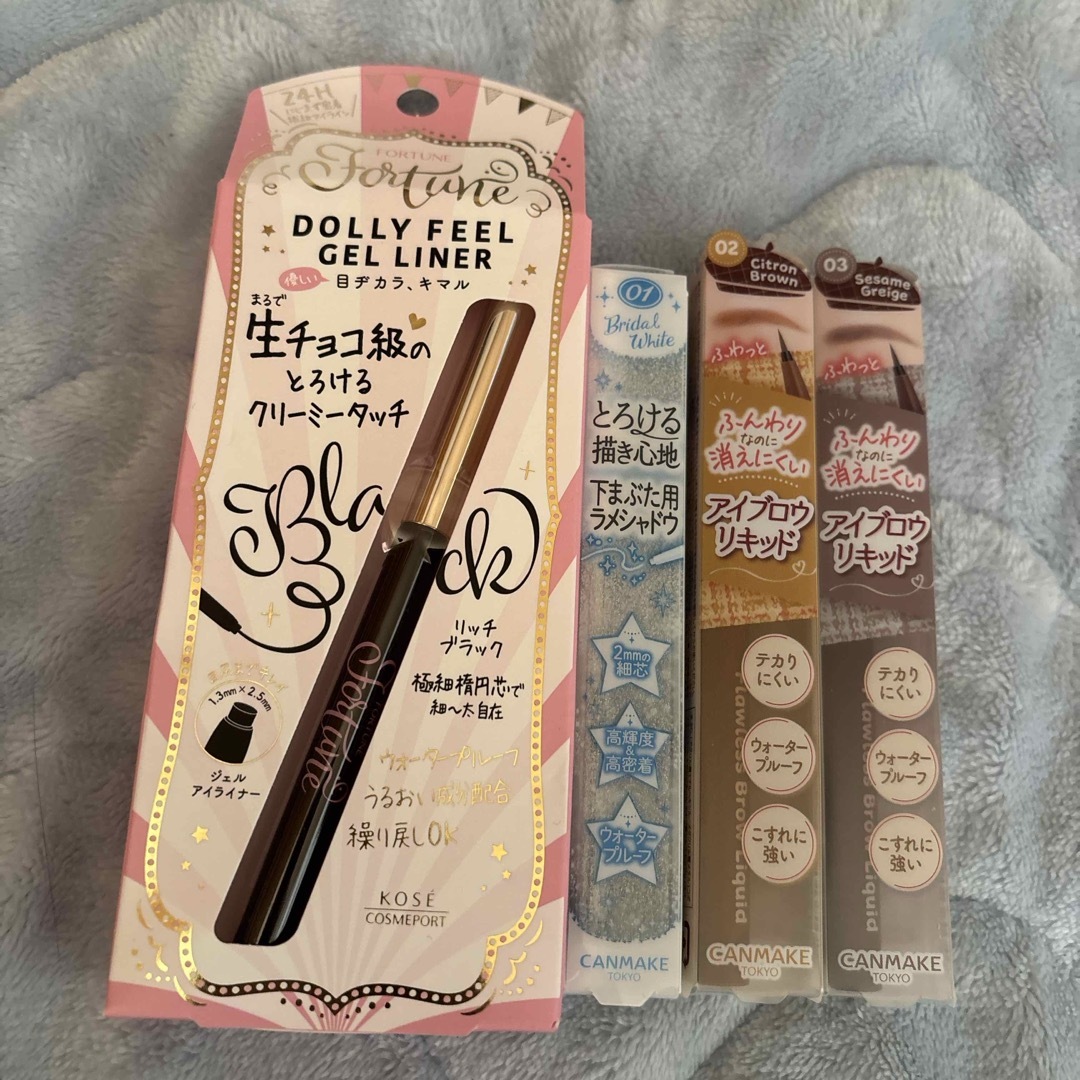 24H
FORTUNE
Fortune
DOLLY FEEL
GEL LINER
優しい
目ヂカラ、キマル
まるで
生チョコ級の
とろける
クリーミータッチ
Black
リッチ
ブラック
極細楕円芯で
細〜太自在
1.3mm×2.5mm
ジェル
アイライナー
ウォータープルーフ
うるおい成分配合
繰り戻しOK
Fortune
KOSÉ
COSMEPORT
01
Bridal
White
とろける
描き心地
下まぶた用
ラメシャドウ
2mmの
細芯
高輝度
&
高密着
ウォーター
プルーフ
CANMAKE
TOKYO
02
Citron
Brown
ふわっと
ふーんわり
なのに
消えにくい
アイブロウ
リキッド
テカり
にくい
ウォーター
プルーフ
こすれに
強い
Flawless Brow Liquid
CANMAKE
TOKYO
03
Sesame
Greige
ふわっと
ふーんわり
なのに
消えにくい
アイブロウ
リキッド
テカり
にくい
ウォーター
プルーフ
こすれに
強い
Flawless Brow Liquid
CANMAKE
TOKYO